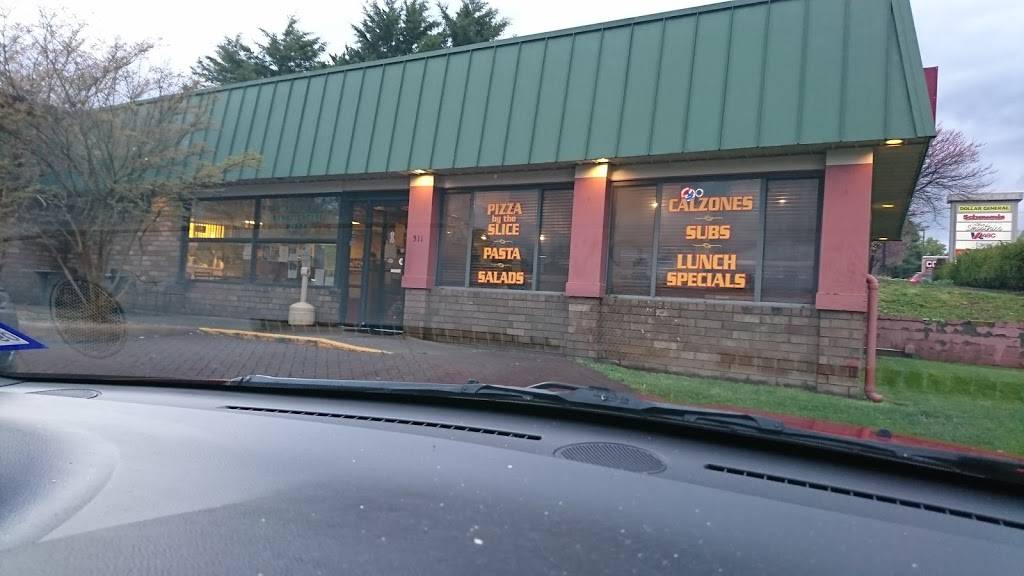 PIZZA
by the
SLICE
PASTA
SALADS
CALZONES
SUBS
LUNCH
SPECIALS
311
DOLLAR GENERAL